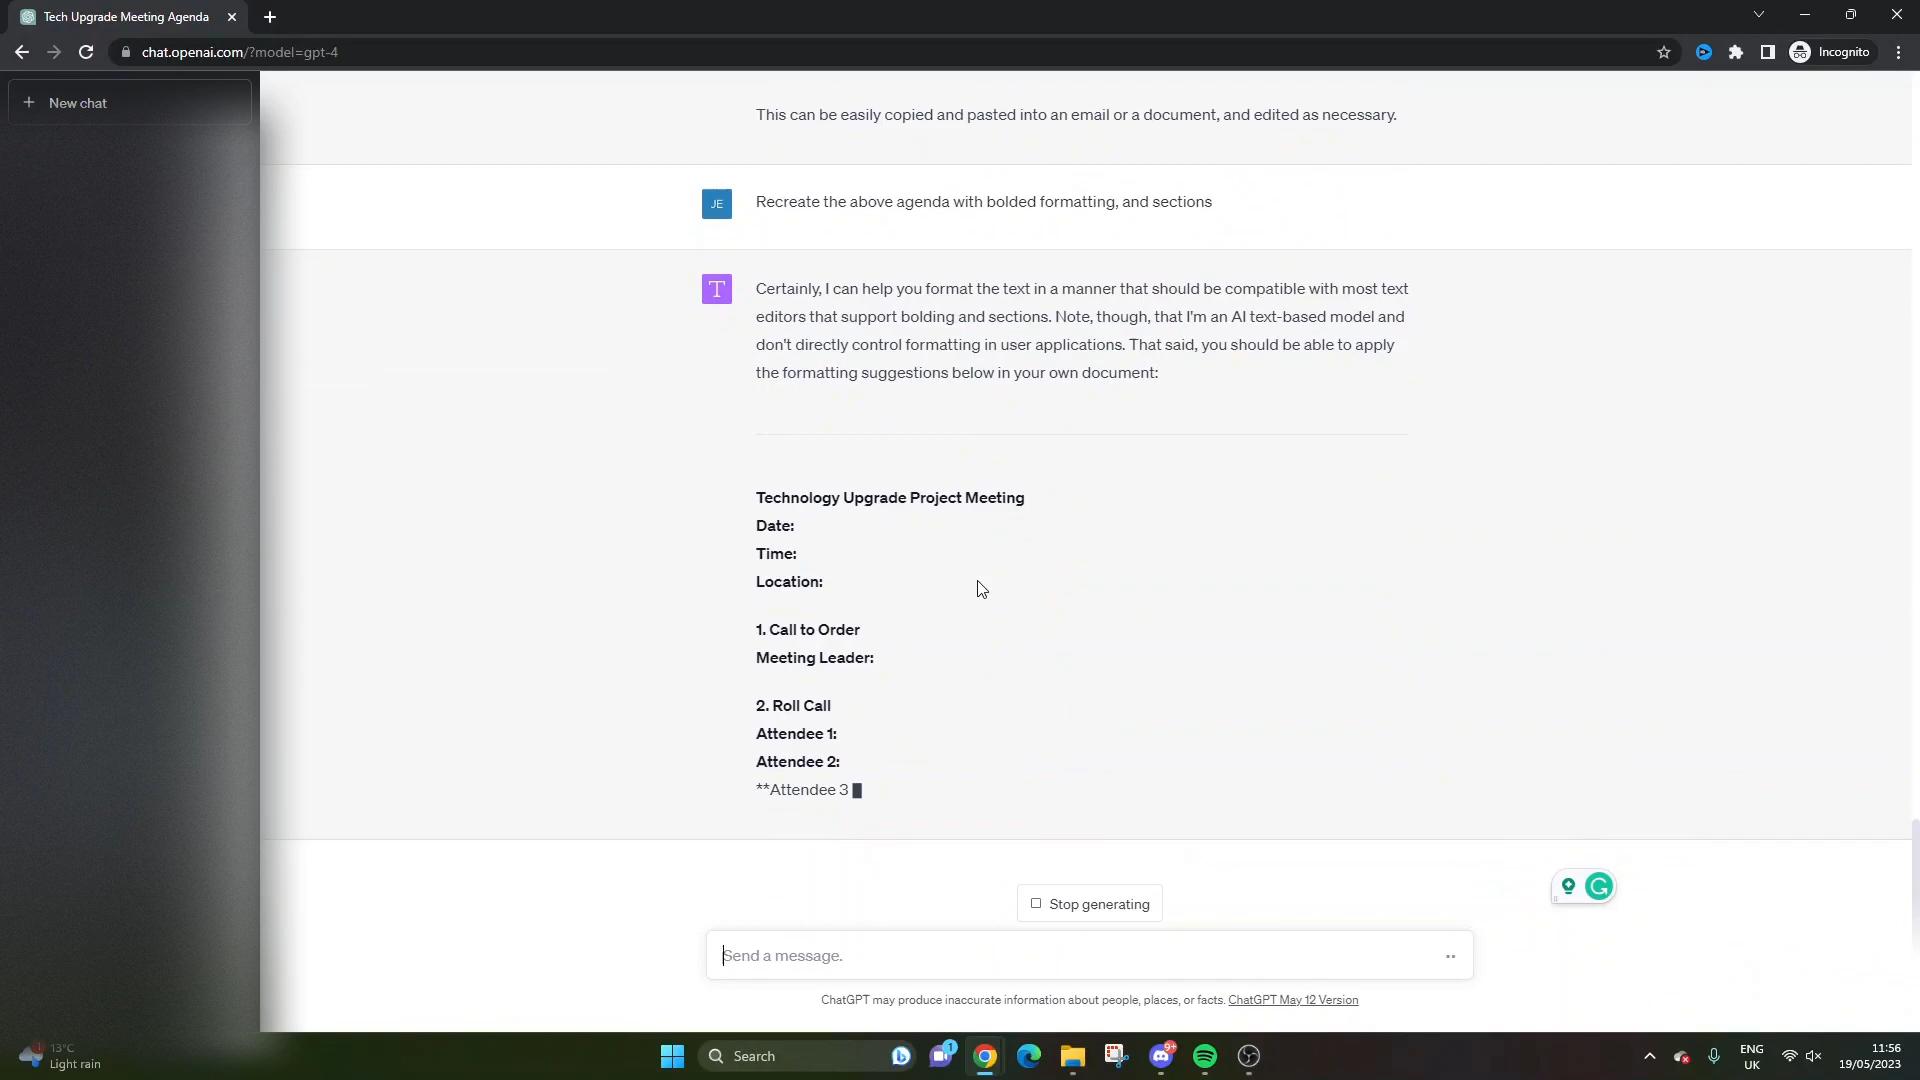 Tech Upgrade Meeting Agenda
chat.openai.com/?model=gpt-4
Incognito
New chat
This can be easily copied and pasted into an email or a document, and edited as necessary.
JE
Recreate the above agenda with bolded formatting, and sections
T
Certainly, I can help you format the text in a manner that should be compatible with most text
editors that support bolding and sections. Note, though, that I'm an AI text-based model and
don't directly control formatting in user applications. That said, you should be able to apply
the formatting suggestions below in your own document:
Technology Upgrade Project Meeting
Date:
Time:
Location:
1. Call to Order
Meeting Leader:
2. Roll Call
Attendee 1:
Attendee 2:
**Attendee 3
Stop generating
Send a message.
ChatGPT may produce inaccurate information about people, places, or facts. ChatGPT May 12 Version
1
13°C
Light rain
Search
1
9+
ENG
UK
11:56
19/05/2023